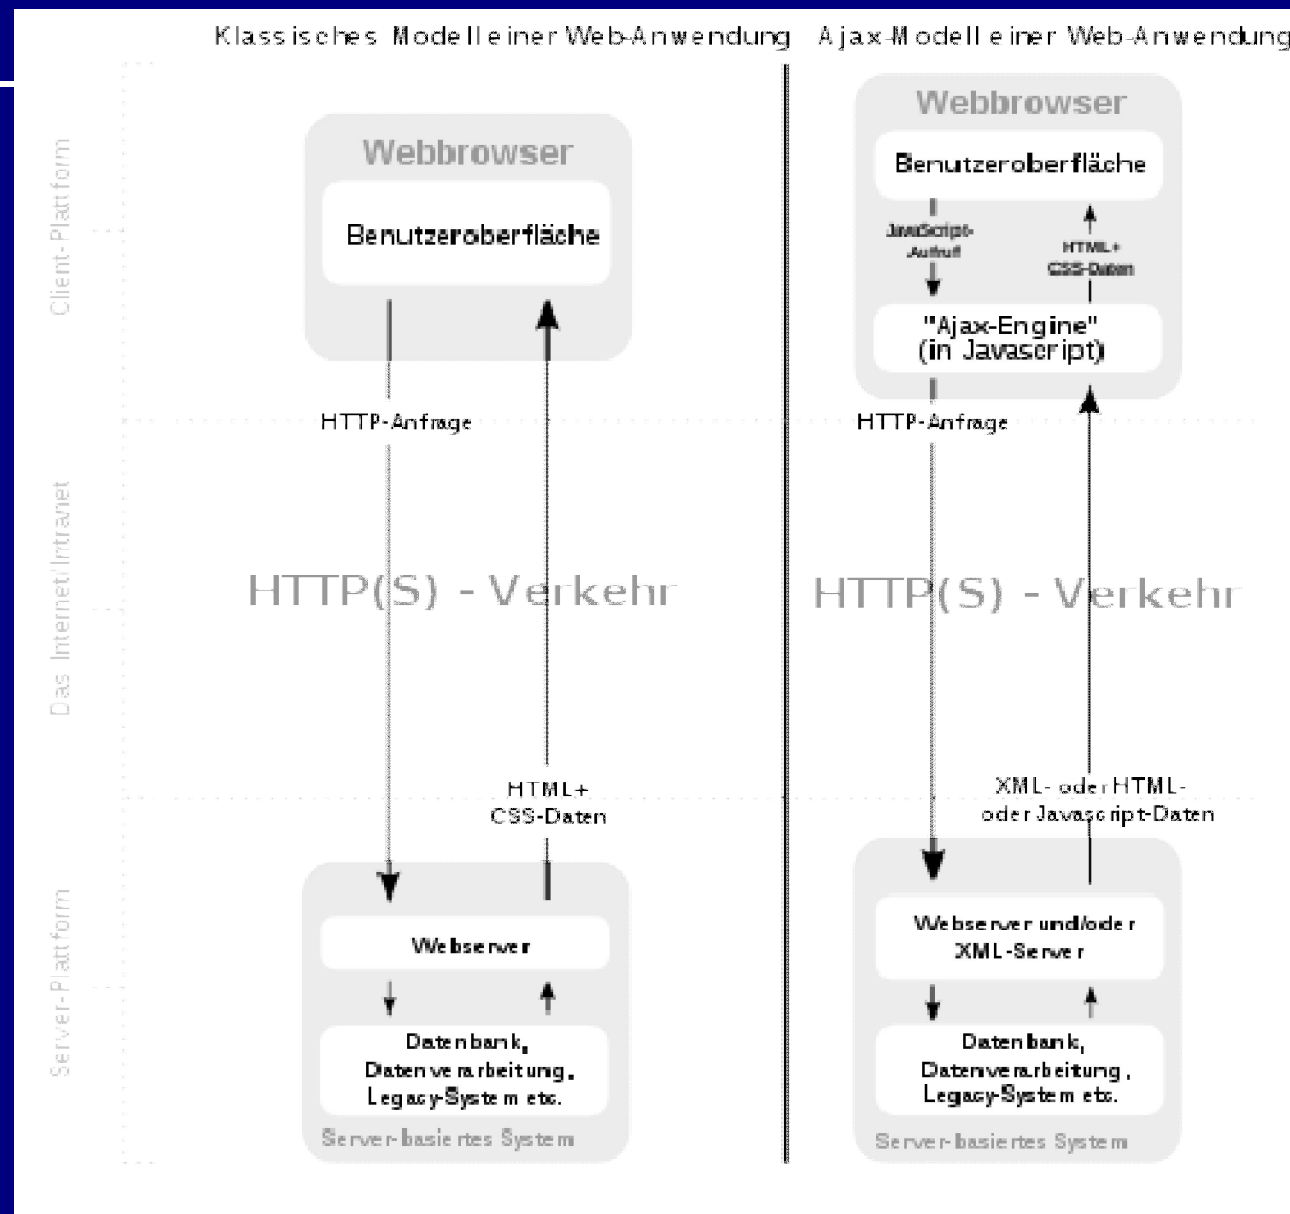 Klassisches Modell einer Web-Anwendung
Ajax-Modell einer Web-Anwendung
Client-Plattform
Das Internet/Intranet
Server-Plattform
Webbrowser
Benutzeroberfläche
HTTP-Anfrage
HTTP(S) - Verkehr
HTML+
CSS-Daten
Webserver
Datenbank,
Datenverarbeitung,
Legacy-System etc.
Server-basiertes System
Webbrowser
Benutzeroberfläche
JavaScript-
Aufruf
HTML+
CSS-Daten
"Ajax-Engine"
(in Javascript)
HTTP-Anfrage
HTTP(S) - Verkehr
XML- oder HTML-
oder Javascript-Daten
Webserver und/oder
XML-Server
Datenbank,
Datenverarbeitung,
Legacy-System etc.
Server-basiertes System